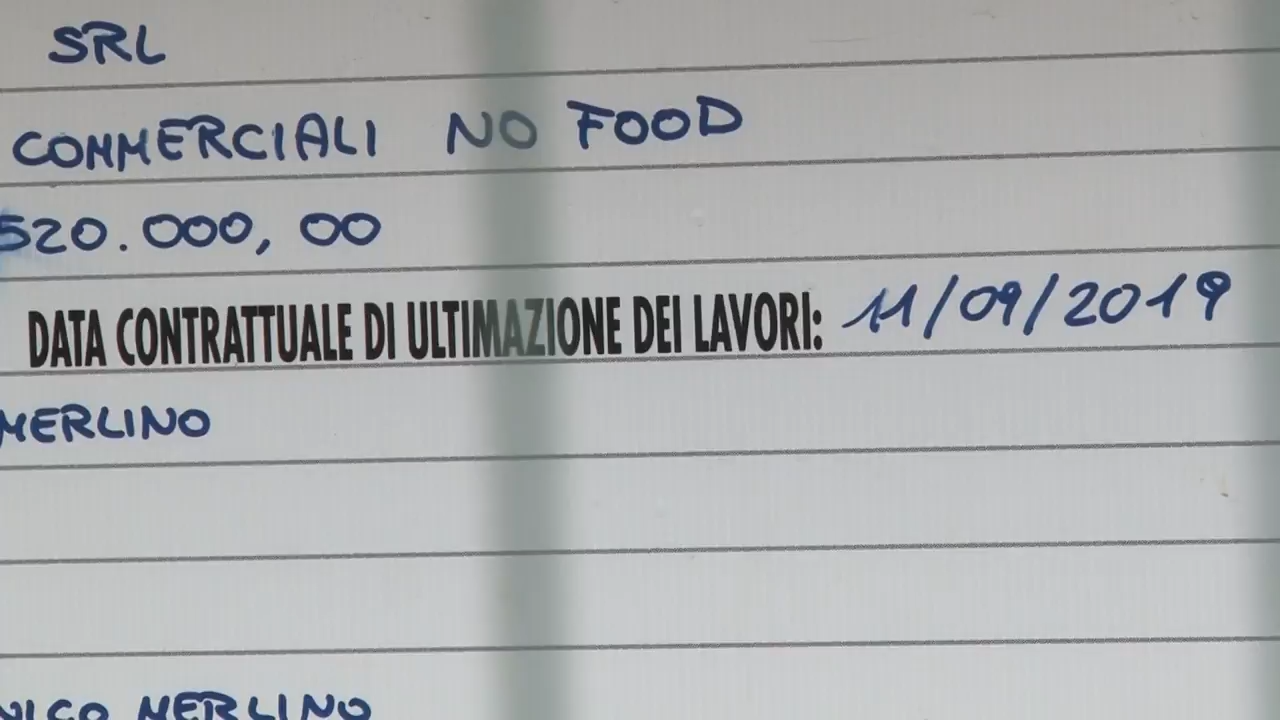 SRL
COMMERCIALI NO FOOD
520.000,00
DATA CONTRATTUALE DI ULTIMAZIONE DEI LAVORI: 11/09/2019
MERLINO
MERLINO